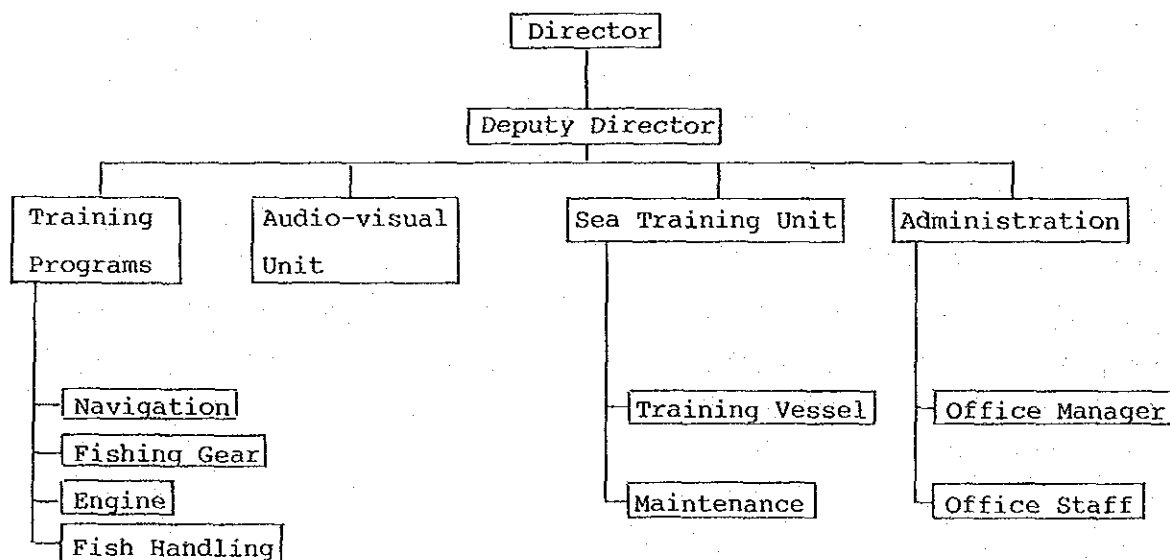 Director
Deputy Director
Training
Programs
Audio-visual
Unit
Sea Training Unit
Administration
Navigation
Fishing Gear
Engine
Fish Handling
Training Vessel
Maintenance
Office Manager
Office Staff